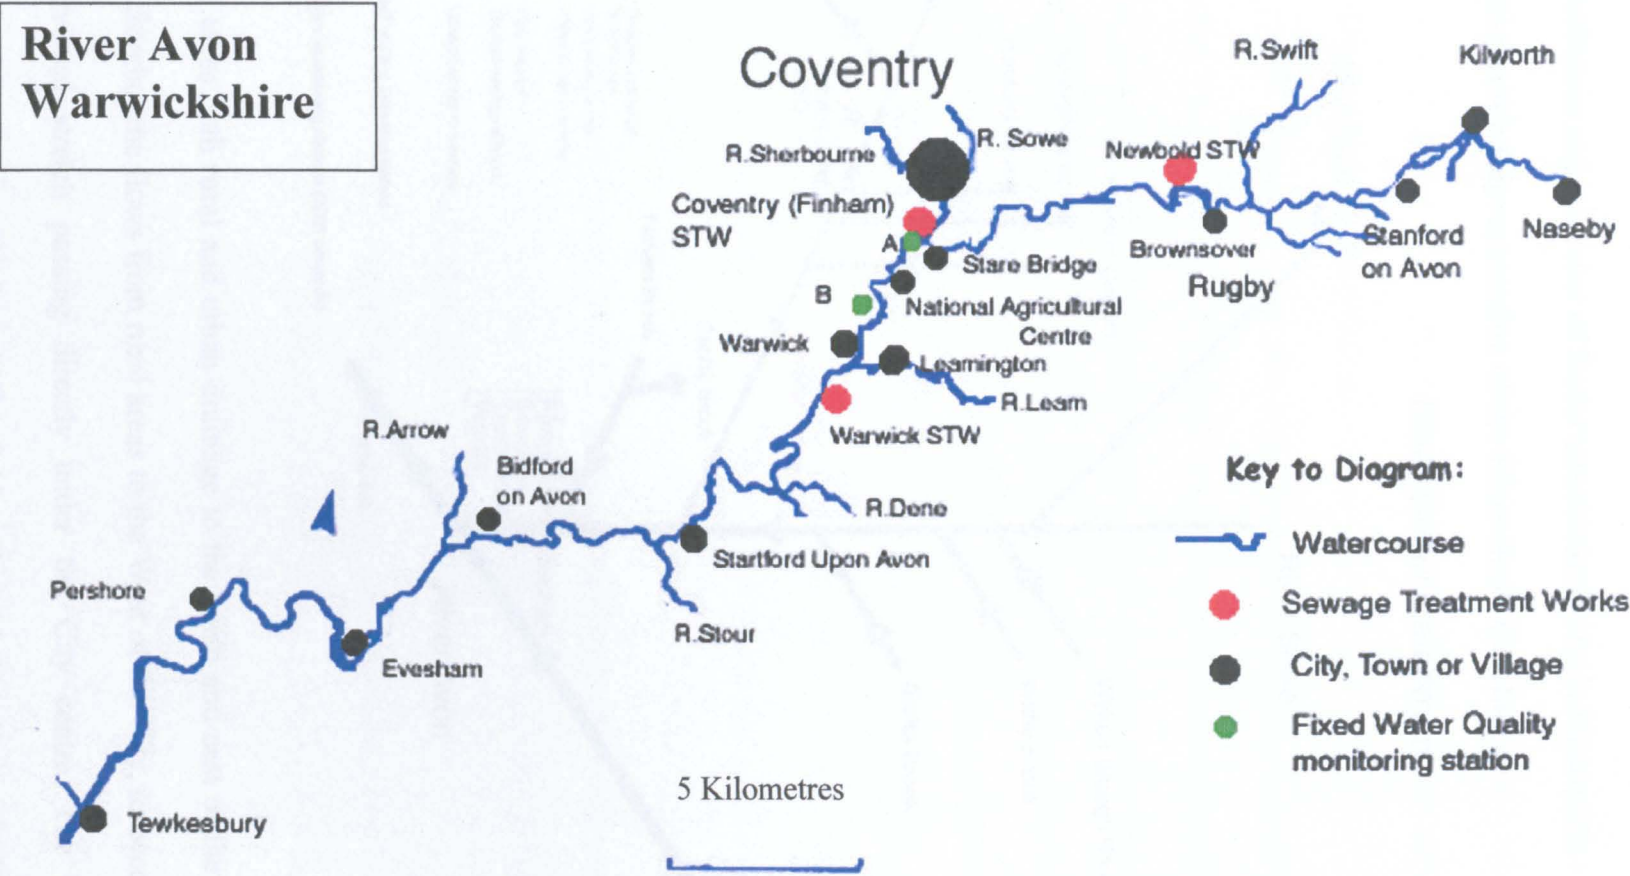 River Avon
Warwickshire
Coventry
R.Swift
Kilworth
R. Sowe
R.Sherbourne
Newbold STW
Coventry (Finham)
STW
A
Stare Bridge
Brownsover
Rugby
Stanford
on Avon
Naseby
B
National Agricultural
Centre
Warwick
Leamington
R.Leam
Warwick STW
R.Arrow
Bidford
on Avon
R.Dene
Startford Upon Avon
Pershore
R.Stour
Evesham
Tewkesbury
5 Kilometres
Key to Diagram:
Watercourse
Sewage Treatment Works
City, Town or Village
Fixed Water Quality
monitoring station